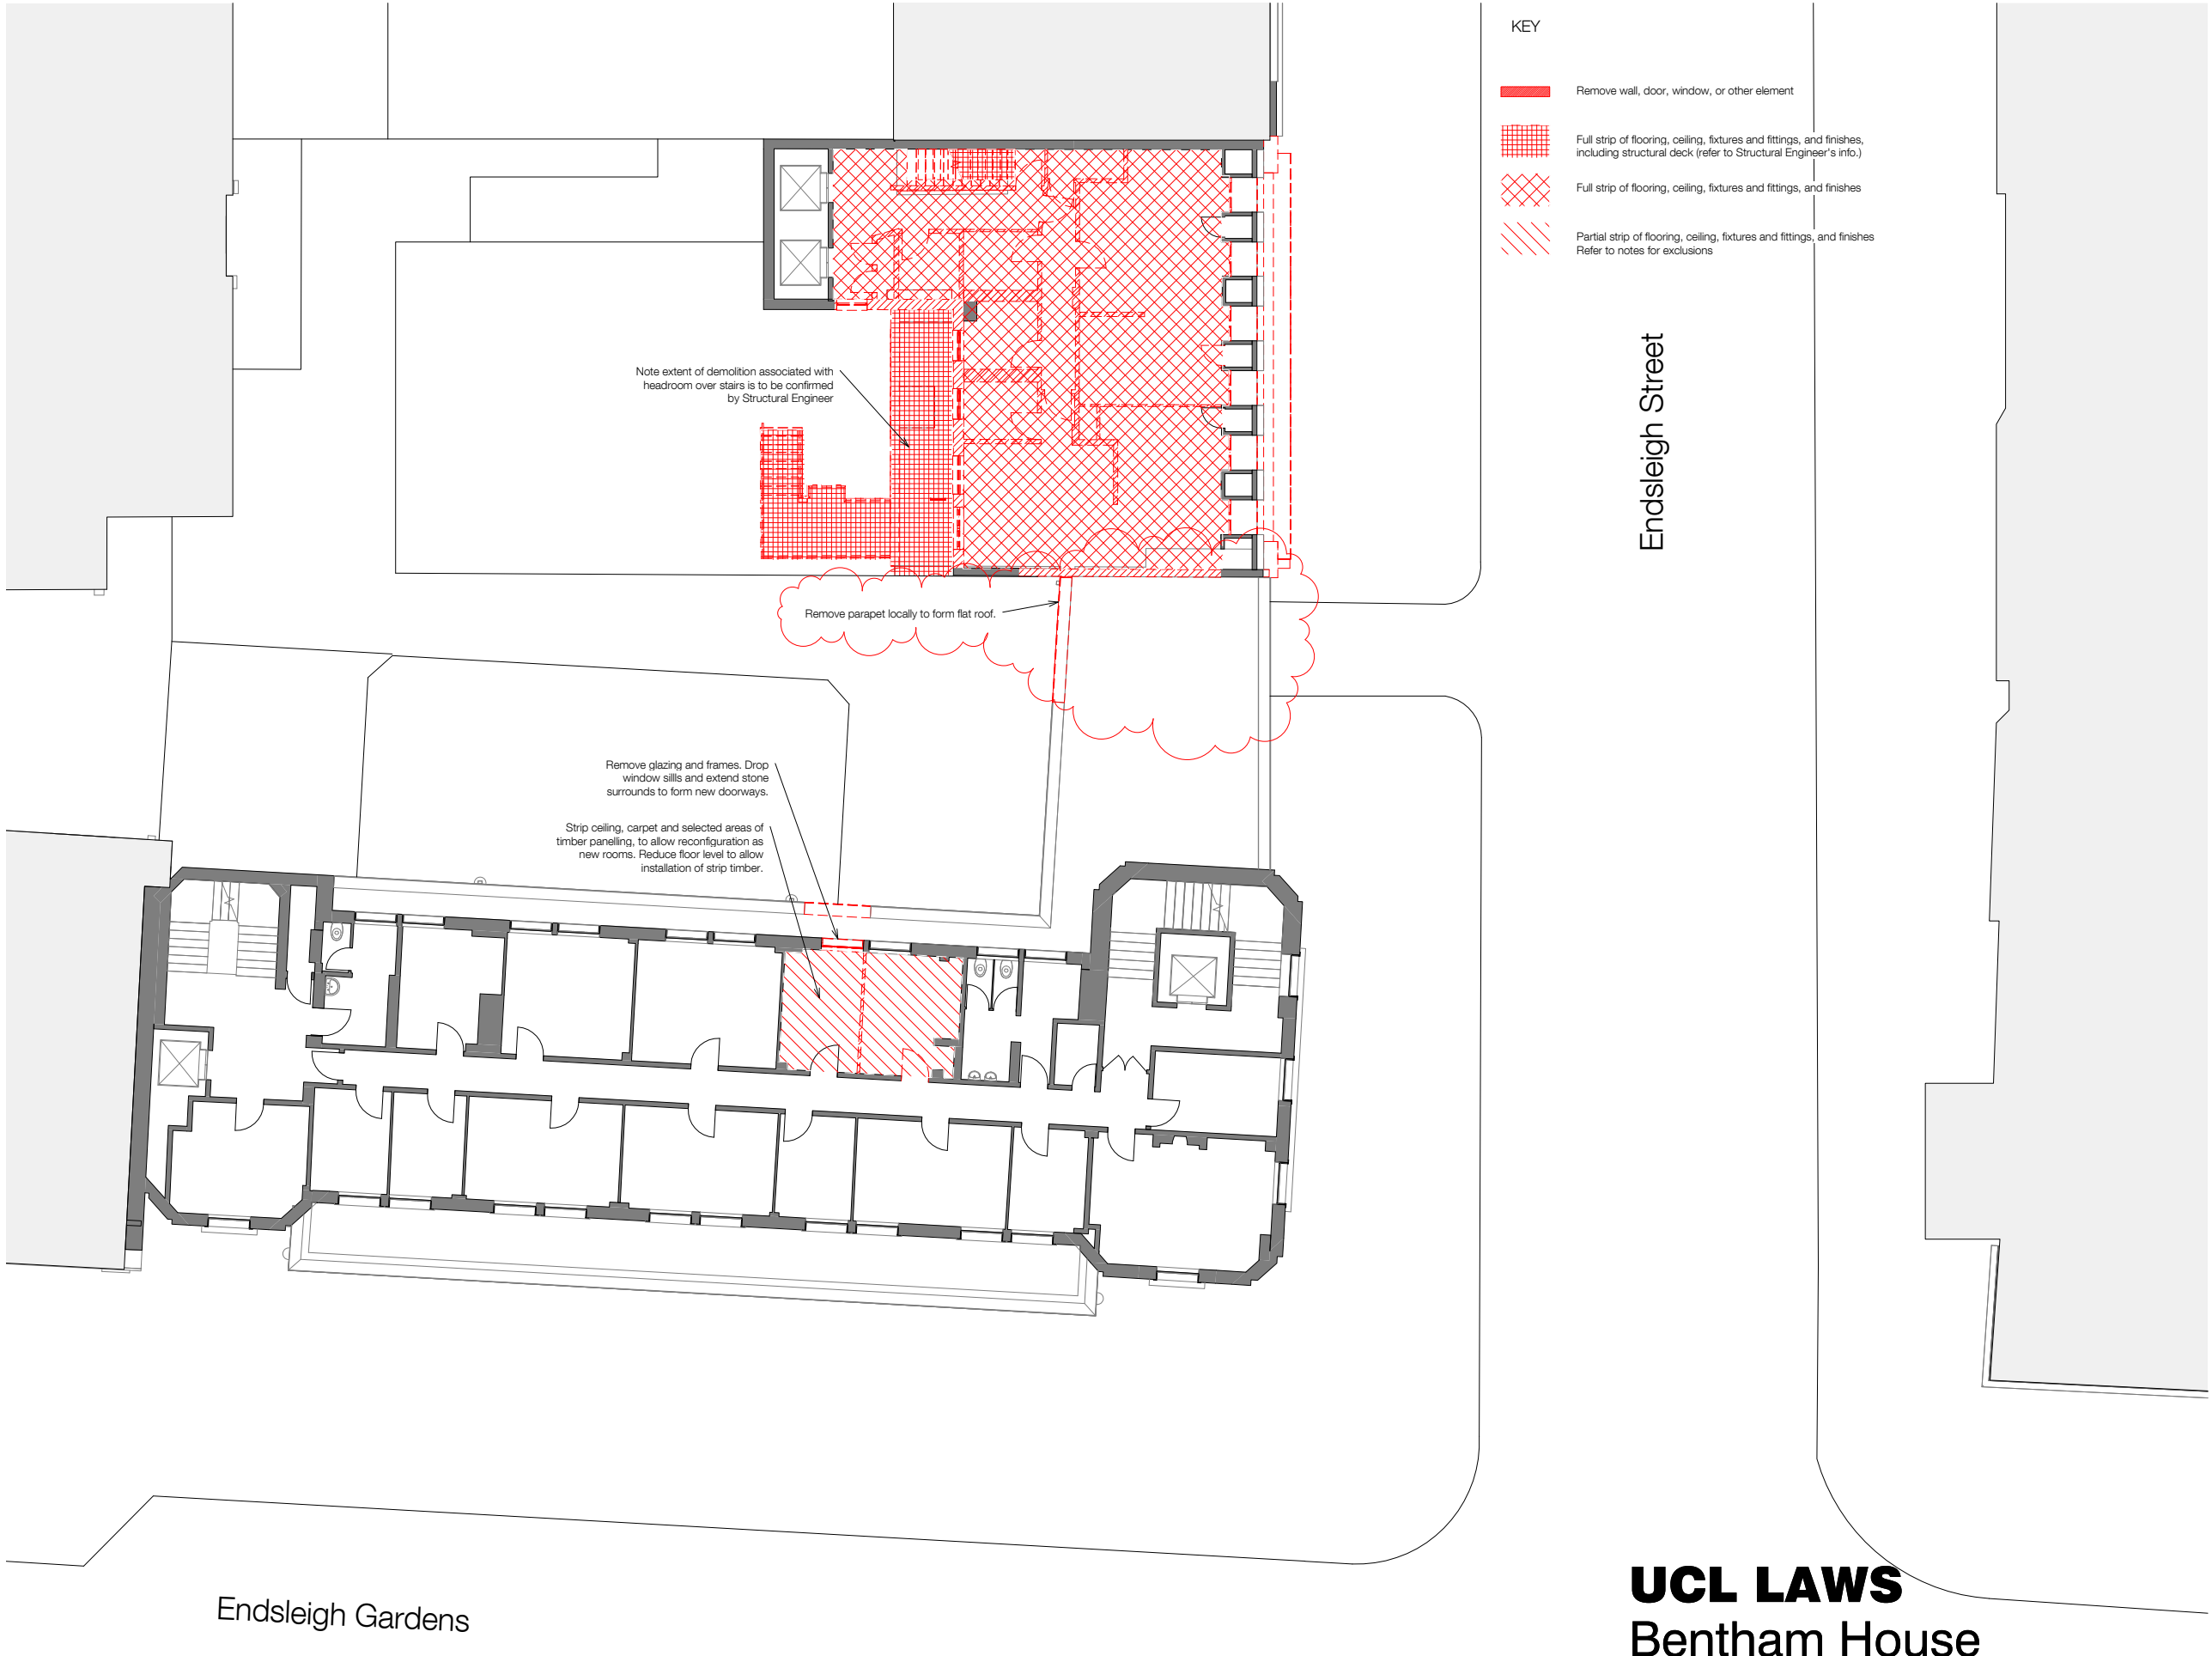 KEY
Remove wall, door, window, or other element
Full strip of flooring, ceiling, fixtures and fittings, and finishes,
including structural deck (refer to Structural Engineer's info.)
Full strip of flooring, ceiling, fixtures and fittings, and finishes
Partial strip of flooring, ceiling, fixtures and fittings, and finishes
Refer to notes for exclusions
Note extent of demolition associated with
headroom over stairs is to be confirmed
by Structural Engineer
Endsleigh Street
Remove parapet locally to form flat roof.
Remove glazing and frames. Drop
window sills and extend stone
surrounds to form new doorways.
Strip ceiling, carpet and selected areas of
timber panelling, to allow reconfiguration as
new rooms. Reduce floor level to allow
installation of strip timber.
Endsleigh Gardens
UCL LAWS
Bentham House